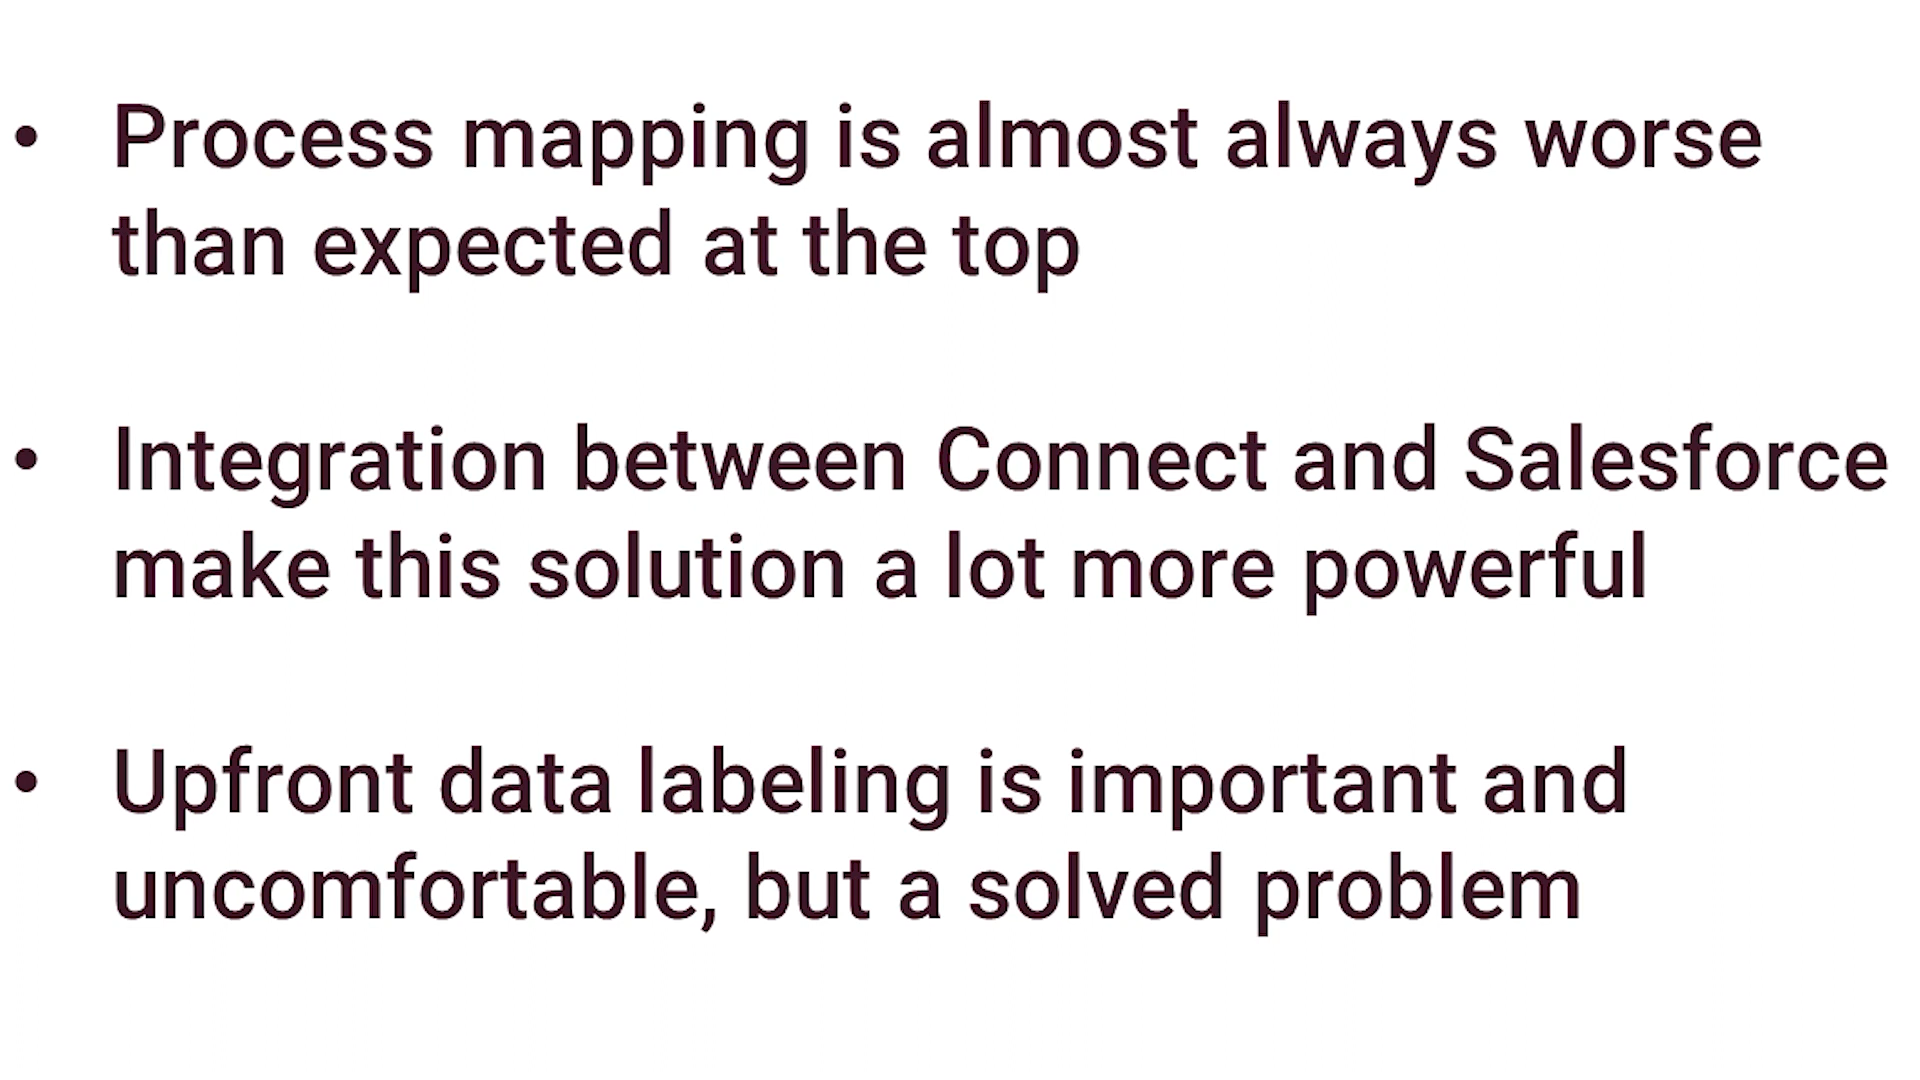 • Process mapping is almost always worse
than expected at the top
• Integration between Connect and Salesforce
make this solution a lot more powerful
• Upfront data labeling is important and
uncomfortable, but a solved problem